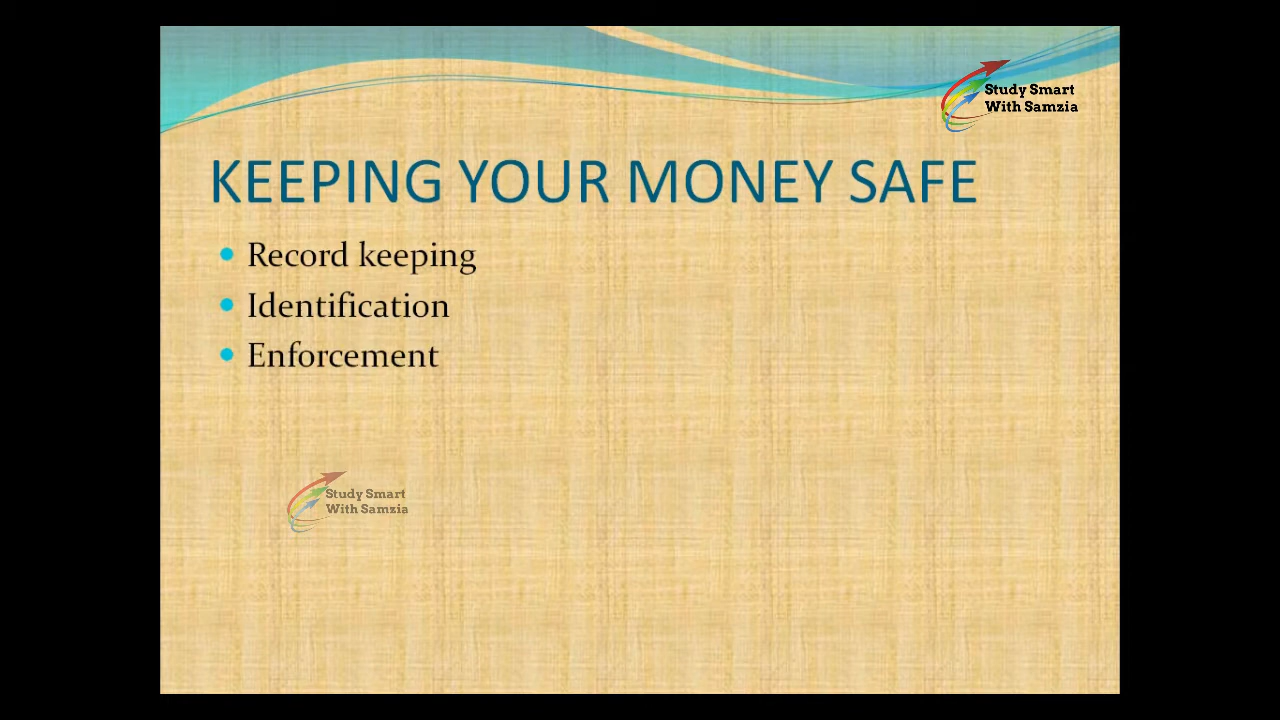 Study Smart
With Samzia
KEEPING YOUR MONEY SAFE
Record keeping
Identification
Enforcement
Study Smart
With Samzia